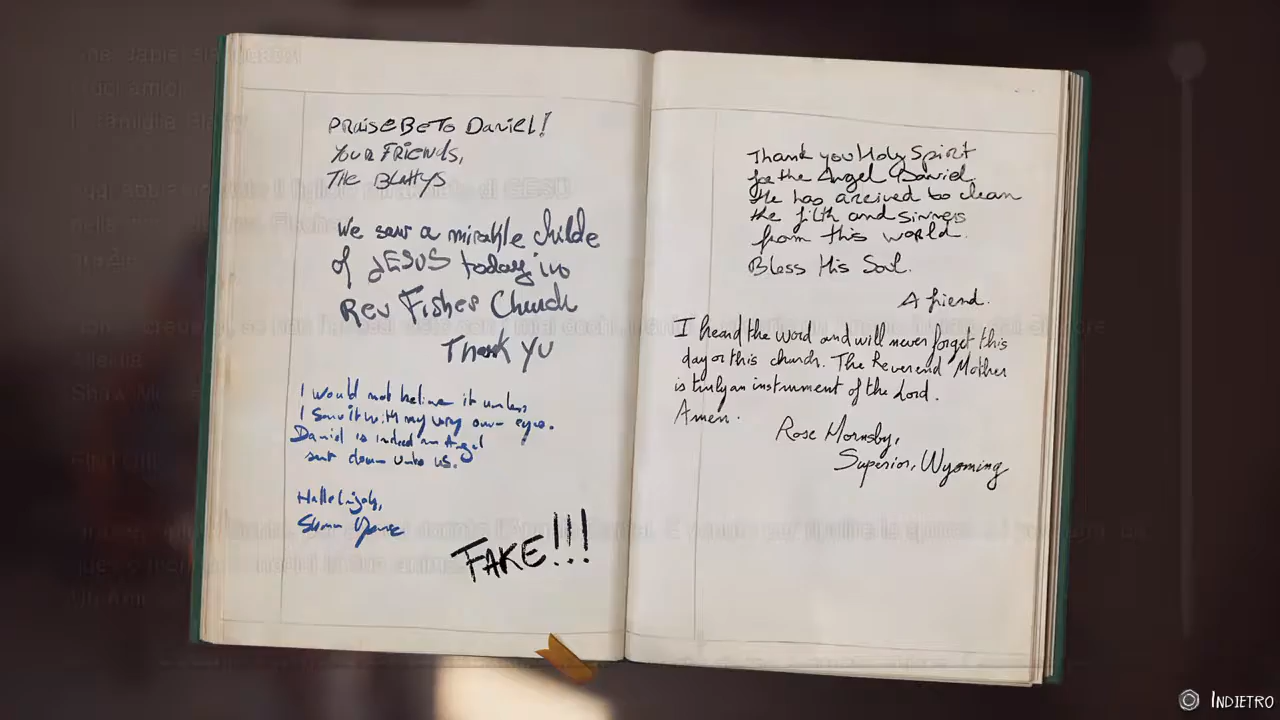 Praise Be To Daniel!
Your Friends,
The Blattys
We saw a mirakle childe
of JESUS today in
Rev Fisher Church
Thank YU
I would not believe it unless
I saw it with my very own eyes.
Daniel is indeed an Angel
sent down unto us.
Hallelujah,
Shawn
FAKE!!!
Thank you Holy Spirit
for the Angel Daniel
He has arrived to clean
the filth and sinners
from this world.
Bless His Soul.
A friend.
I heard the Word and will never forget this
day or this church. The Reverend Mother
is truly an instrument of the Lord.
Amen.
Rose Mornsby,
Superior, Wyoming
INDIETRO